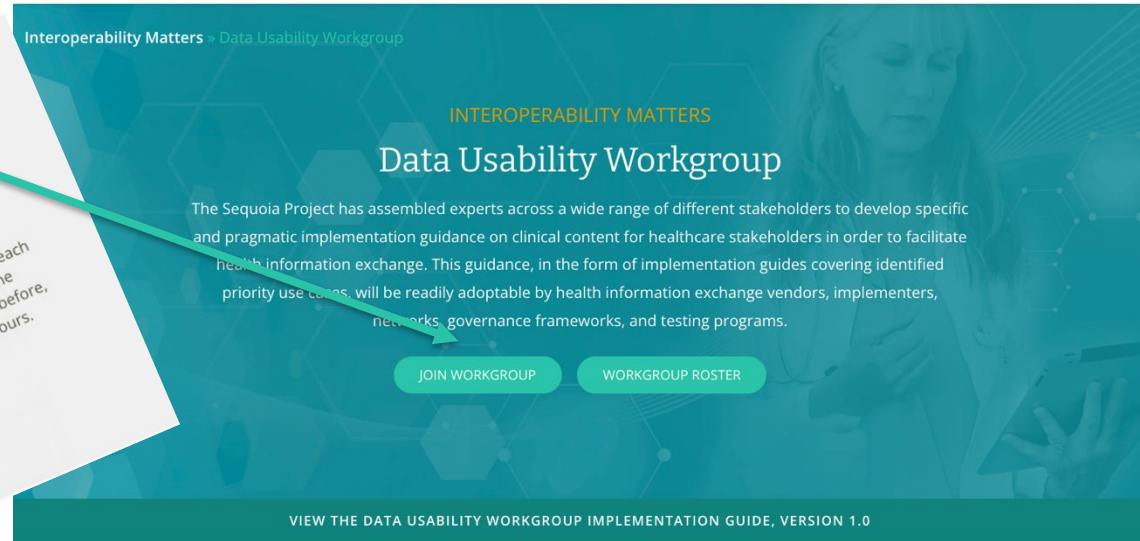 Interoperability Matters » Data Usability Workgroup
INTEROPERABILITY MATTERS
Data Usability Workgroup
The Sequoia Project has assembled experts across a wide range of different stakeholders to develop specific
and pragmatic implementation guidance on clinical content for healthcare stakeholders in order to facilitate
health information exchange. This guidance, in the form of implementation guides covering identified
priority use cases, will be readily adoptable by health information exchange vendors, implementers,
networks, governance frameworks, and testing programs.
JOIN WORKGROUP
WORKGROUP ROSTER
VIEW THE DATA USABILITY WORKGROUP IMPLEMENTATION GUIDE, VERSION 1.0
each
before,
ours.